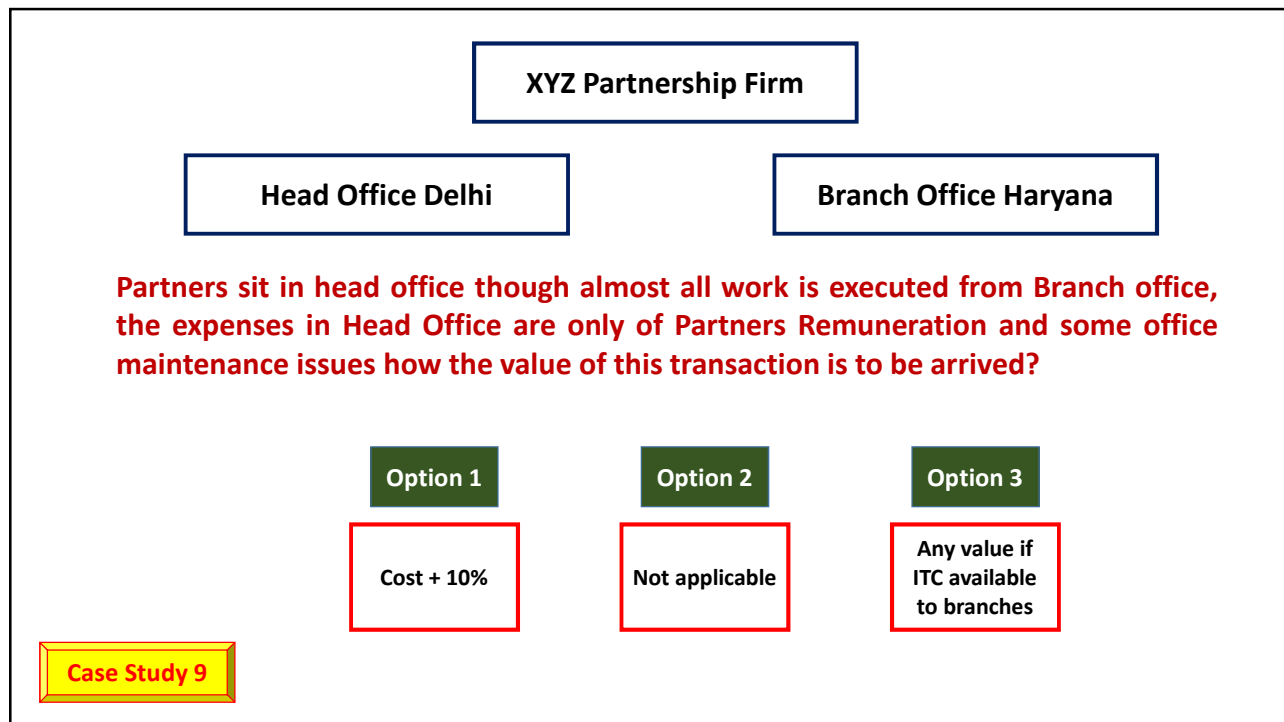 XYZ Partnership Firm
Head Office Delhi
Branch Office Haryana
Partners sit in head office though almost all work is executed from Branch office,
the expenses in Head Office are only of Partners Remuneration and some office
maintenance issues how the value of this transaction is to be arrived?
Option 1
Option 2
Option 3
Cost + 10%
Not applicable
Any value if
ITC available
to branches
Case Study 9